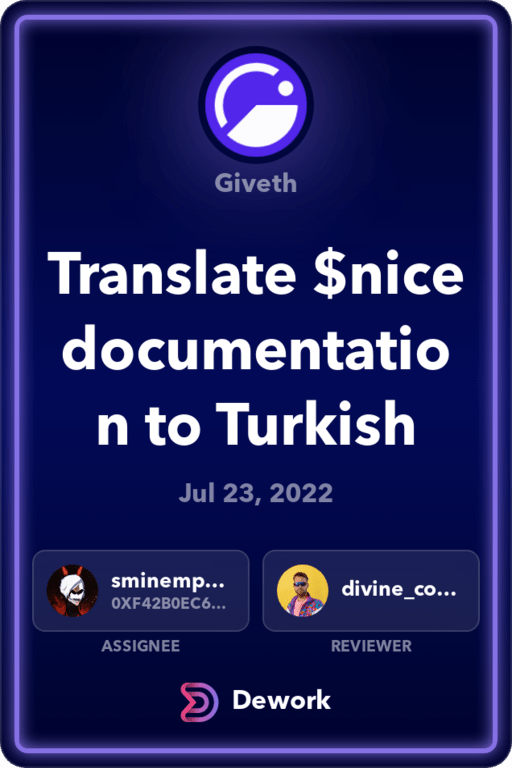 Giveth
Translate $nice
documentatio
n to Turkish
Jul 23, 2022
sminemp...
0XF42B0EC6...
ASSIGNEE
divine_co...
REVIEWER
Dework